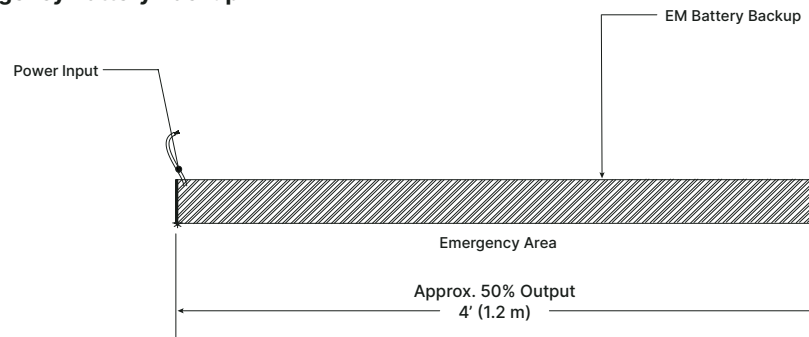 EM Battery Backup
Power Input
Emergency Area
Approx. 50% Output
4’ (1.2 m)